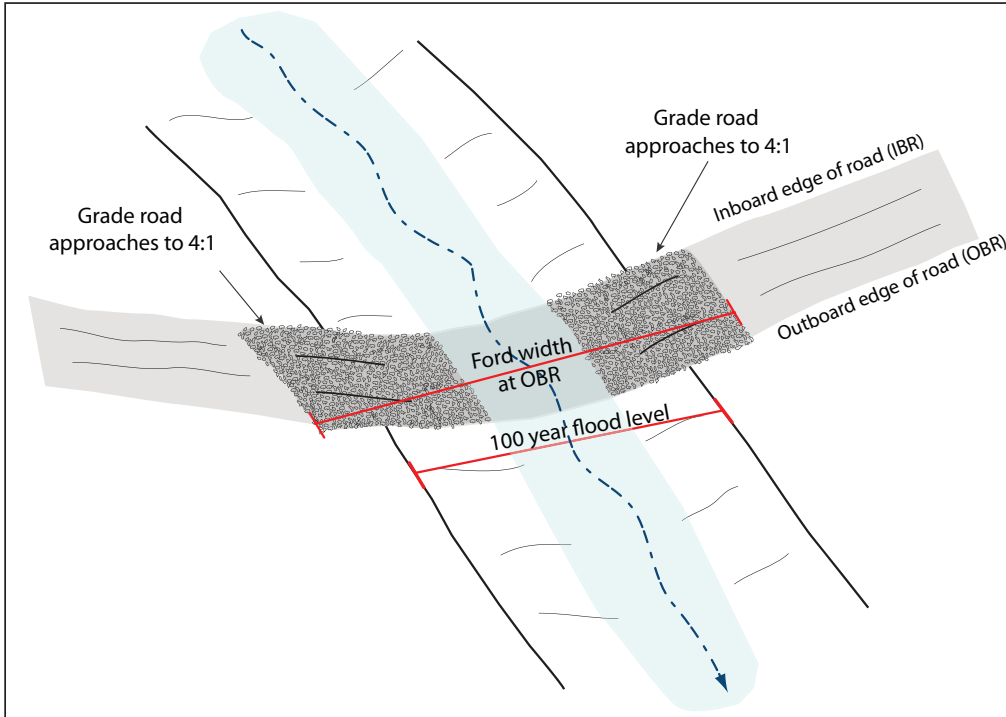 Grade road
approaches to 4:1
Inboard edge of road (IBR)
Grade road
approaches to 4:1
Outboard edge of road (OBR)
Ford width
at OBR
100 year flood level